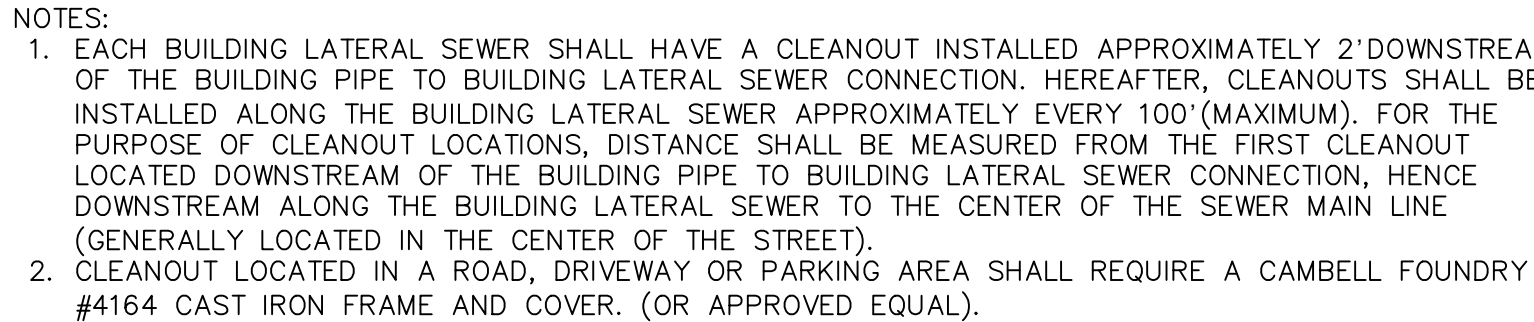 NOTES:
1. EACH BUILDING LATERAL SEWER SHALL HAVE A CLEANOUT INSTALLED APPROXIMATELY 2'DOWNSTREA
OF THE BUILDING PIPE TO BUILDING LATERAL SEWER CONNECTION. HEREAFTER, CLEANOUTS SHALL BE
INSTALLED ALONG THE BUILDING LATERAL SEWER APPROXIMATELY EVERY 100'(MAXIMUM). FOR THE
PURPOSE OF CLEANOUT LOCATIONS, DISTANCE SHALL BE MEASURED FROM THE FIRST CLEANOUT
LOCATED DOWNSTREAM OF THE BUILDING PIPE TO BUILDING LATERAL SEWER CONNECTION, HENCE
DOWNSTREAM ALONG THE BUILDING LATERAL SEWER TO THE CENTER OF THE SEWER MAIN LINE
(GENERALLY LOCATED IN THE CENTER OF THE STREET).
2. CLEANOUT LOCATED IN A ROAD, DRIVEWAY OR PARKING AREA SHALL REQUIRE A CAMBELL FOUNDRY
#4164 CAST IRON FRAME AND COVER. (OR APPROVED EQUAL).